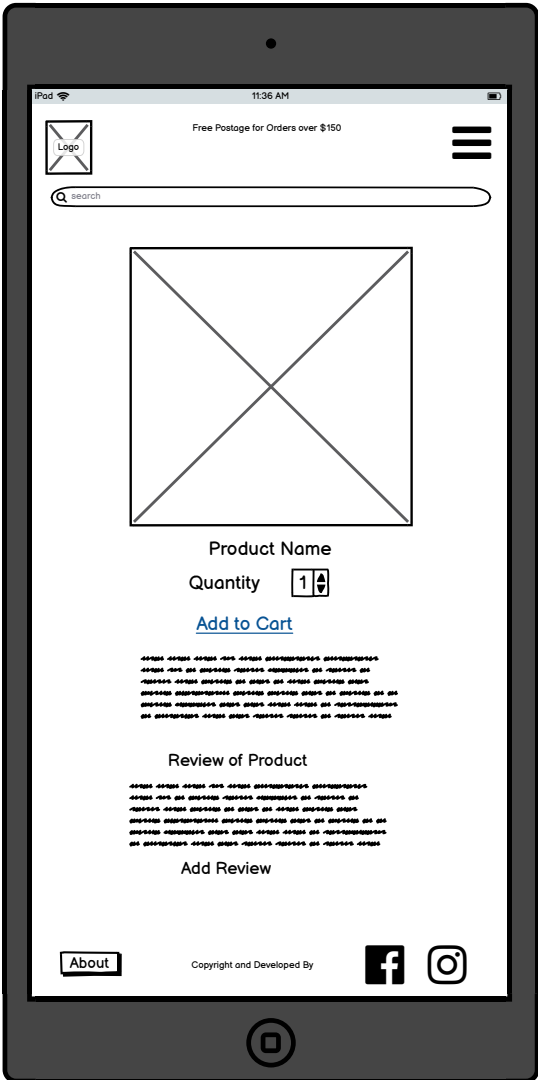 iPod 11:36 AM
Free Postage for Orders over $150
Logo
search
Product Name
Quantity 1
Add to Cart
Review of Product
Add Review
About
Copyright and Developed By